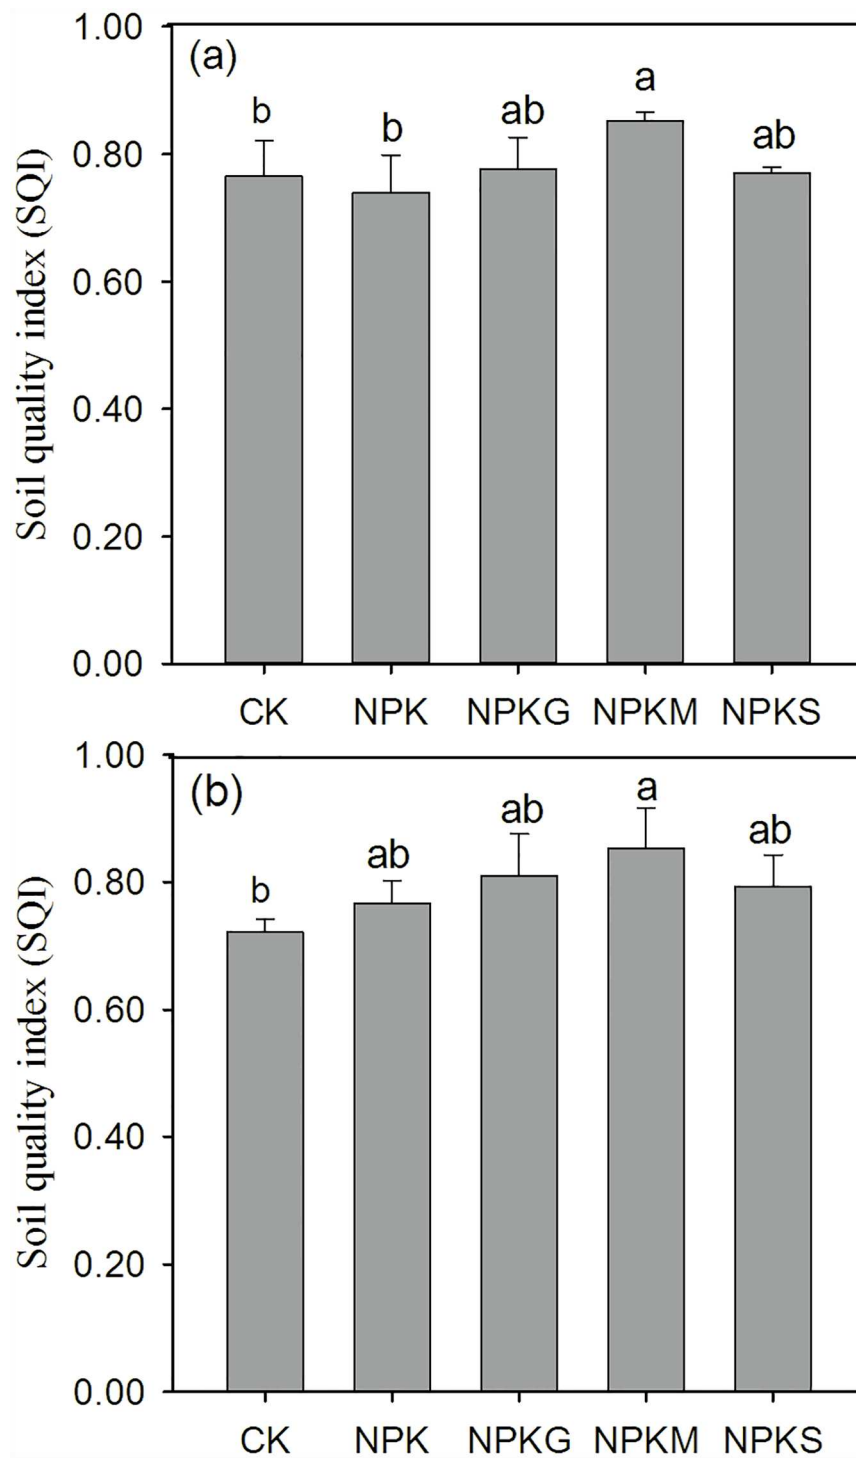 (a)
Soil quality index (SQI)
1.00
0.80
0.60
0.40
0.20
0.00
b
b
ab
a
ab
CK NPK NPKG NPKM NPKS
(b)
Soil quality index (SQI)
1.00
0.80
0.60
0.40
0.20
0.00
b
ab
ab
a
ab
CK NPK NPKG NPKM NPKS